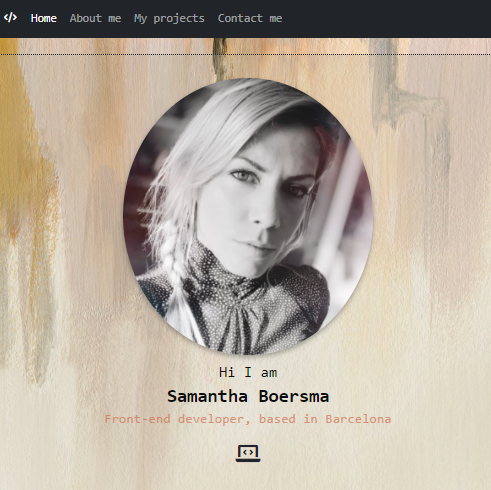 Home About me My projects Contact me
Hi I am
Samantha Boersma
Front-end developer, based in Barcelona